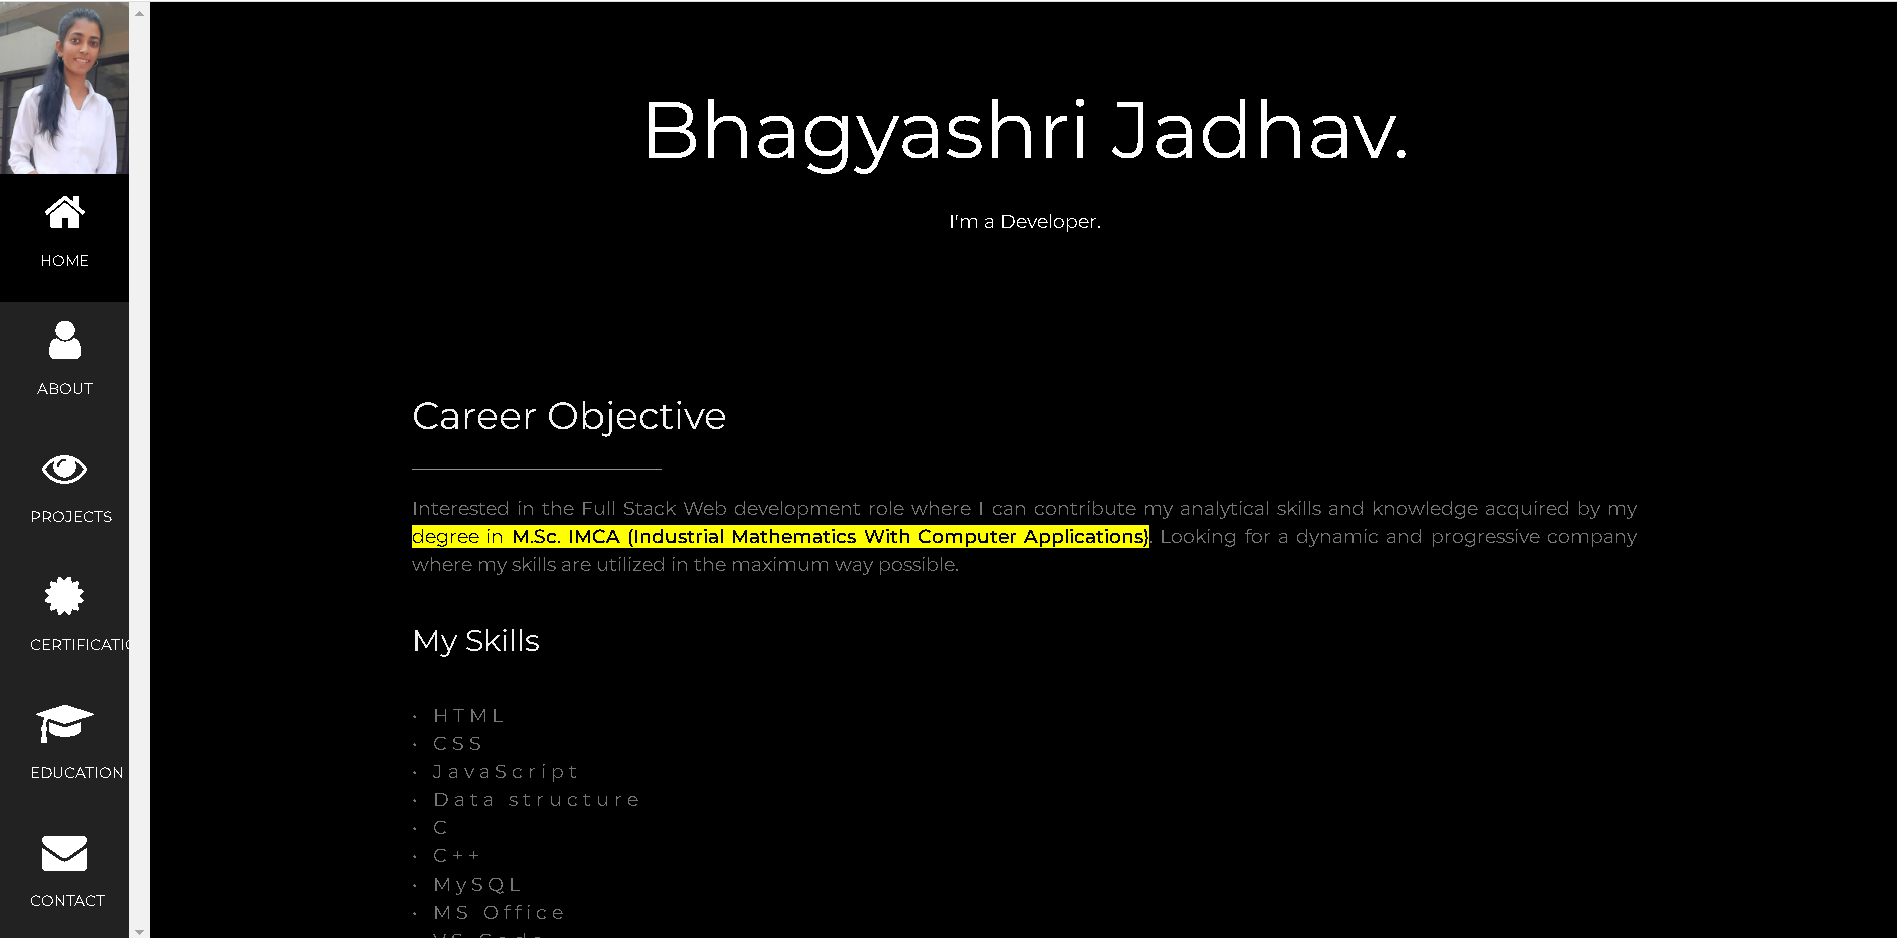 HOME
ABOUT
PROJECTS
CERTIFICATIO
EDUCATION
CONTACT
Bhagyashri Jadhav.
I'm a Developer.
Career Objective
Interested in the Full Stack Web development role where I can contribute my analytical skills and knowledge acquired by my
degree in M.Sc. IMCA (Industrial Mathematics With Computer Applications). Looking for a dynamic and progressive company
where my skills are utilized in the maximum way possible.
My Skills
• HTML
• CSS
• JavaScript
• Data structure
• C
• C++
• MySQL
• MS Office
VS Code